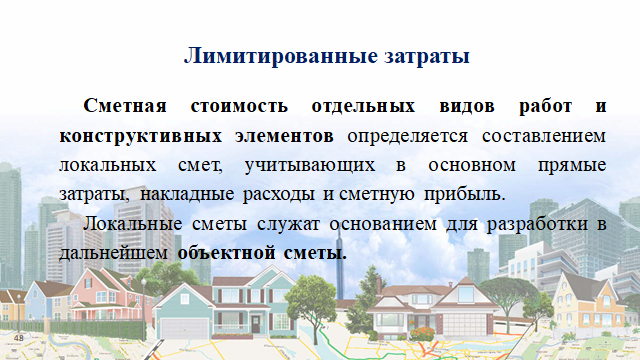 Лимитированные затраты
Сметная стоимость отдельных видов работ и
конструктивных элементов определяется составлением
локальных смет, учитывающих в основном прямые
затраты, накладные расходы и сметную прибыль.
Локальные сметы служат основанием для разработки в
дальнейшем объектной сметы.
48